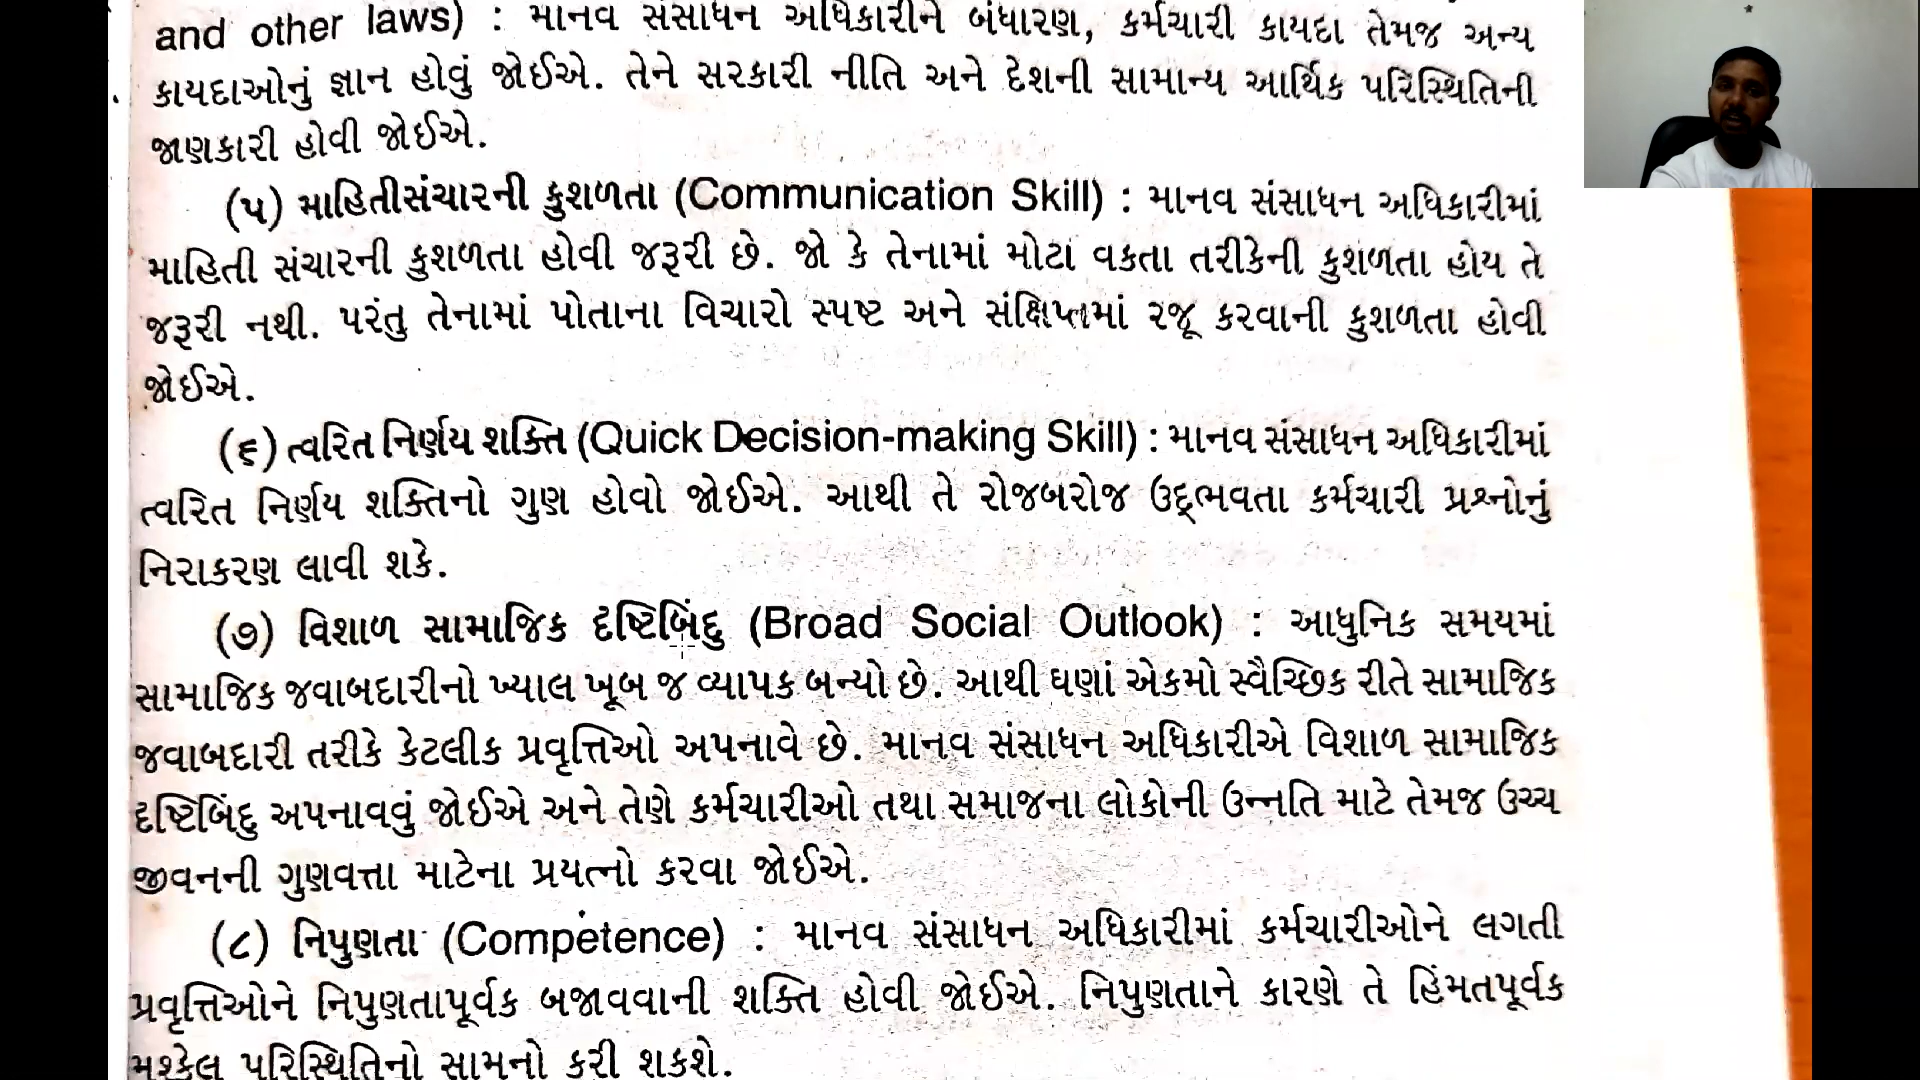 and other laws) : માનવ સંસાધન અધિકારીને બંધારણ, કર્મચારી કાયદા તેમજ અન્ય
કાયદાઓનું જ્ઞાન હોવું જોઈએ. તેને સરકારી નીતિ અને દેશની સામાન્ય આર્થિક પરિસ્થિતિની
જાણકારી હોવી જોઈએ.
(૫) માહિતીસંચારની કુશળતા (Communication Skill) : માનવ સંસાધન અધિકારીમાં
માહિતી સંચારની કુશળતા હોવી જરૂરી છે. જો કે તેનામાં મોટા વકતા તરીકેની કુશળતા હોય તે
જરૂરી નથી. પરંતુ તેનામાં પોતાના વિચારો સ્પષ્ટ અને સંક્ષિપ્તમાં રજૂ કરવાની કુશળતા હોવી
જોઈએ.
(૬) ત્વરિત નિર્ણય શક્તિ (Quick Decision-making Skill) : માનવ સંસાધન અધિકારીમાં
ત્વરિત નિર્ણય શક્તિનો ગુણ હોવો જોઈએ. આથી તે રોજબરોજ ઉદ્ભવતા કર્મચારી પ્રશ્નોનું
નિરાકરણ લાવી શકે.
(૭) વિશાળ સામાજિક દષ્ટિબિંદુ (Broad Social Outlook) : આધુનિક સમયમાં
સામાજિક જવાબદારીનો ખ્યાલ ખૂબ જ વ્યાપક બન્યો છે. આથી ઘણાં એકમો સ્વૈચ્છિક રીતે સામાજિક
જવાબદારી તરીકે કેટલીક પ્રવૃત્તિઓ અપનાવે છે. માનવ સંસાધન અધિકારીએ વિશાળ સામાજિક
દષ્ટિબિંદુ અપનાવવું જોઈએ અને તેણે કર્મચારીઓ તથા સમાજના લોકોની ઉન્નતિ માટે તેમજ ઉચ્ચ
જીવનની ગુણવત્તા માટેના પ્રયત્નો કરવા જોઈએ.
(૮) નિપુણતા (Competence) : માનવ સંસાધન અધિકારીમાં કર્મચારીઓને લગતી
પ્રવૃત્તિઓને નિપુણતાપૂર્વક બજાવવાની શક્તિ હોવી જોઈએ. નિપુણતાને કારણે તે હિંમતપૂર્વક
મુશ્કેલ પરિસ્થિતિનો સામનો કરી શકશે.